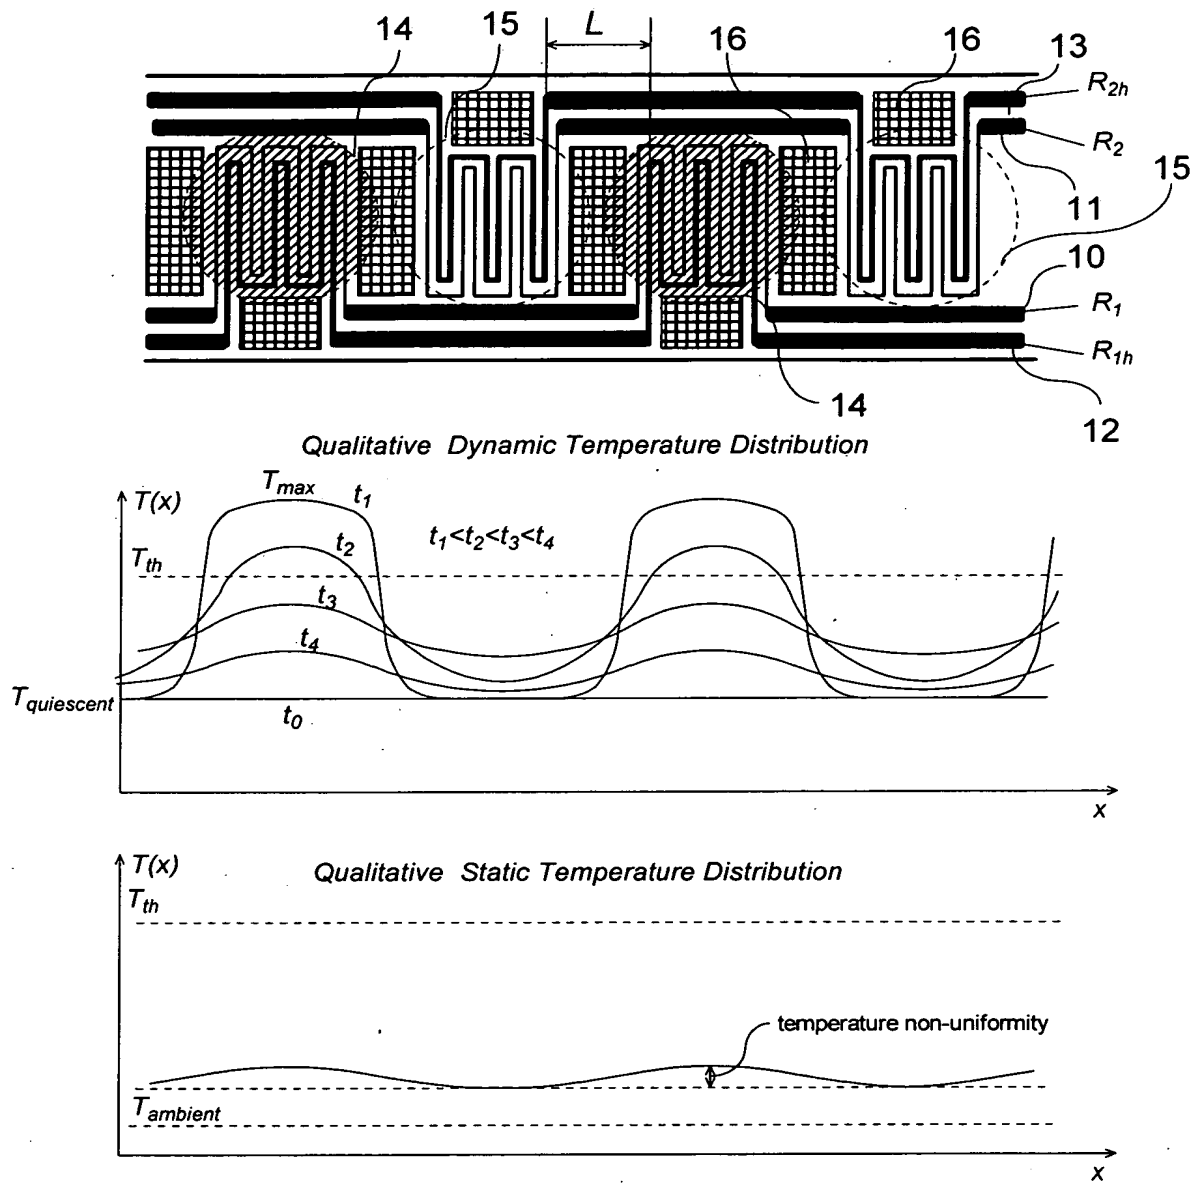 14
15
L
16
16
13
R2h
R2
11
15
10
R1
R1h
12
14
Qualitative Dynamic Temperature Distribution
T(x)
Tmax
t1
t2
t1<t2<t3<t4
Tth
t3
t4
Tquiescent
t0
x
T(x)
Qualitative Static Temperature Distribution
Tth
temperature non-uniformity
Tambient
x